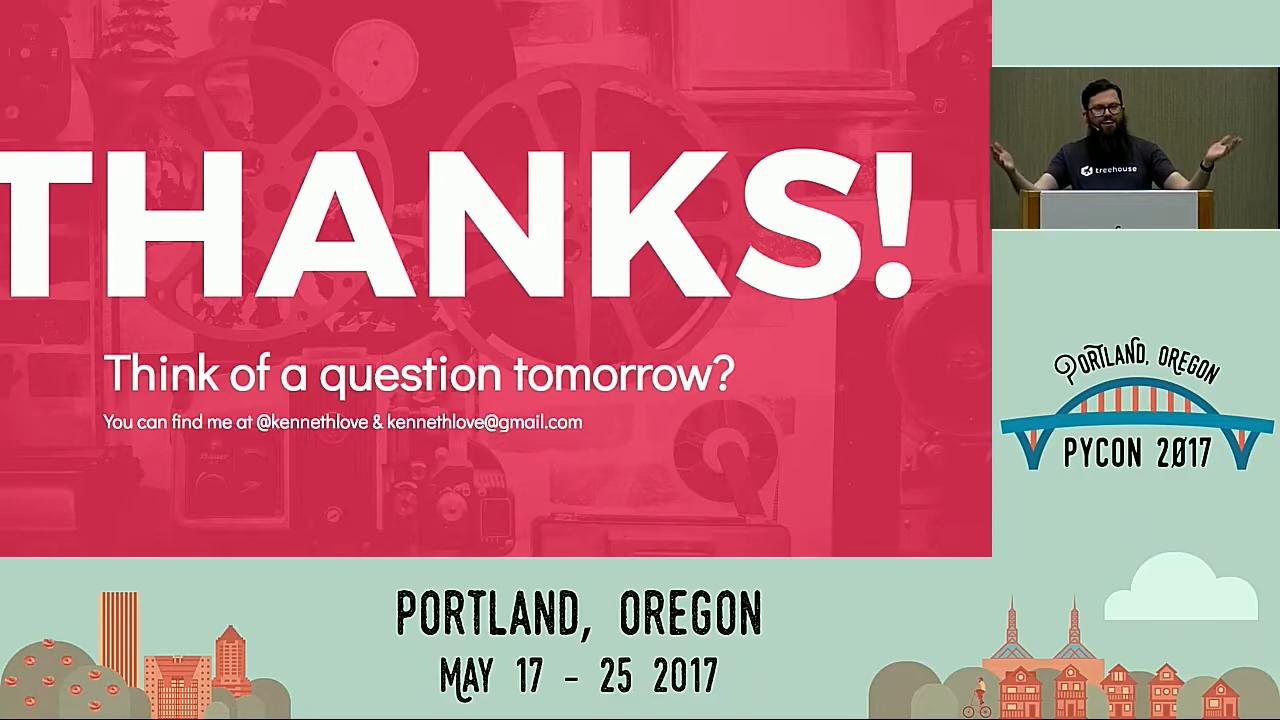 THANKS!
Think of a question tomorrow?
You can find me at @kennethlove & kennethlove@gmail.com
treehouse
PORTLAND, OREGON
PYCON 2017
PORTLAND, OREGON
MAY 17 - 25 2017